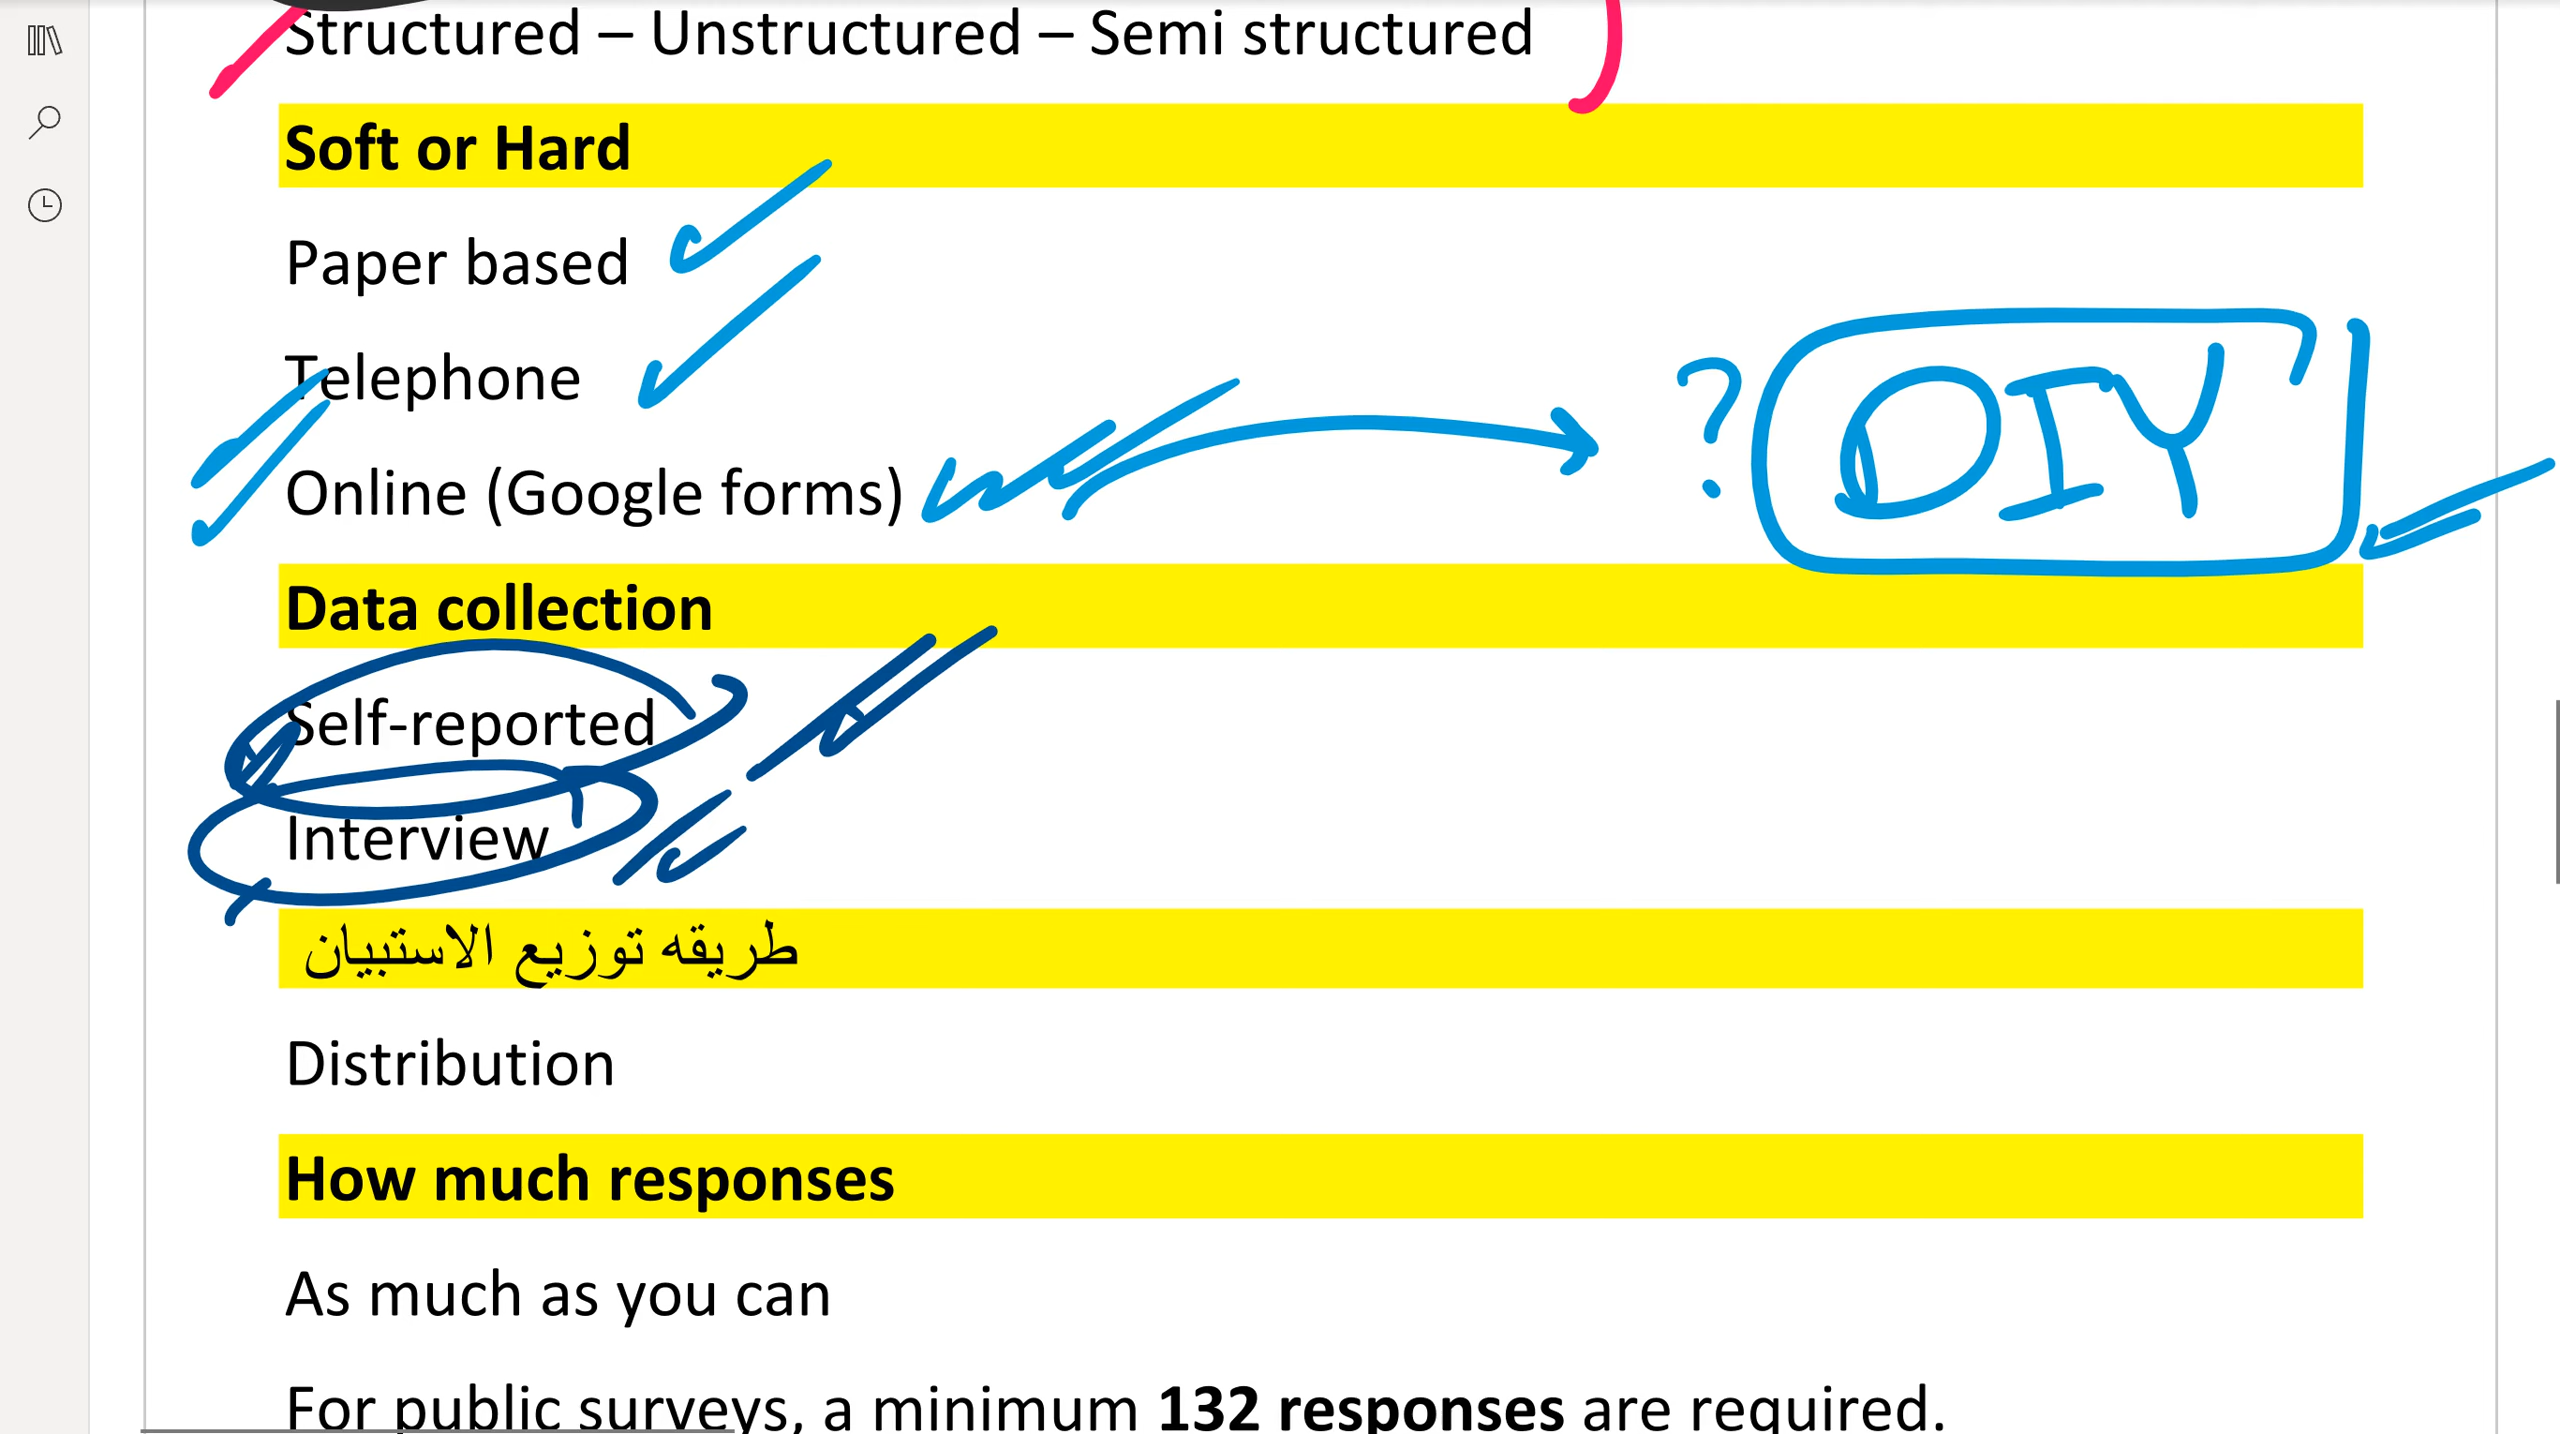 Structured – Unstructured – Semi structured
Soft or Hard
Paper based
Telephone
Online (Google forms)
? DIY
Data collection
Self-reported
Interview
طريقه توزيع الاستبيان
Distribution
How much responses
As much as you can
For public surveys, a minimum 132 responses are required.